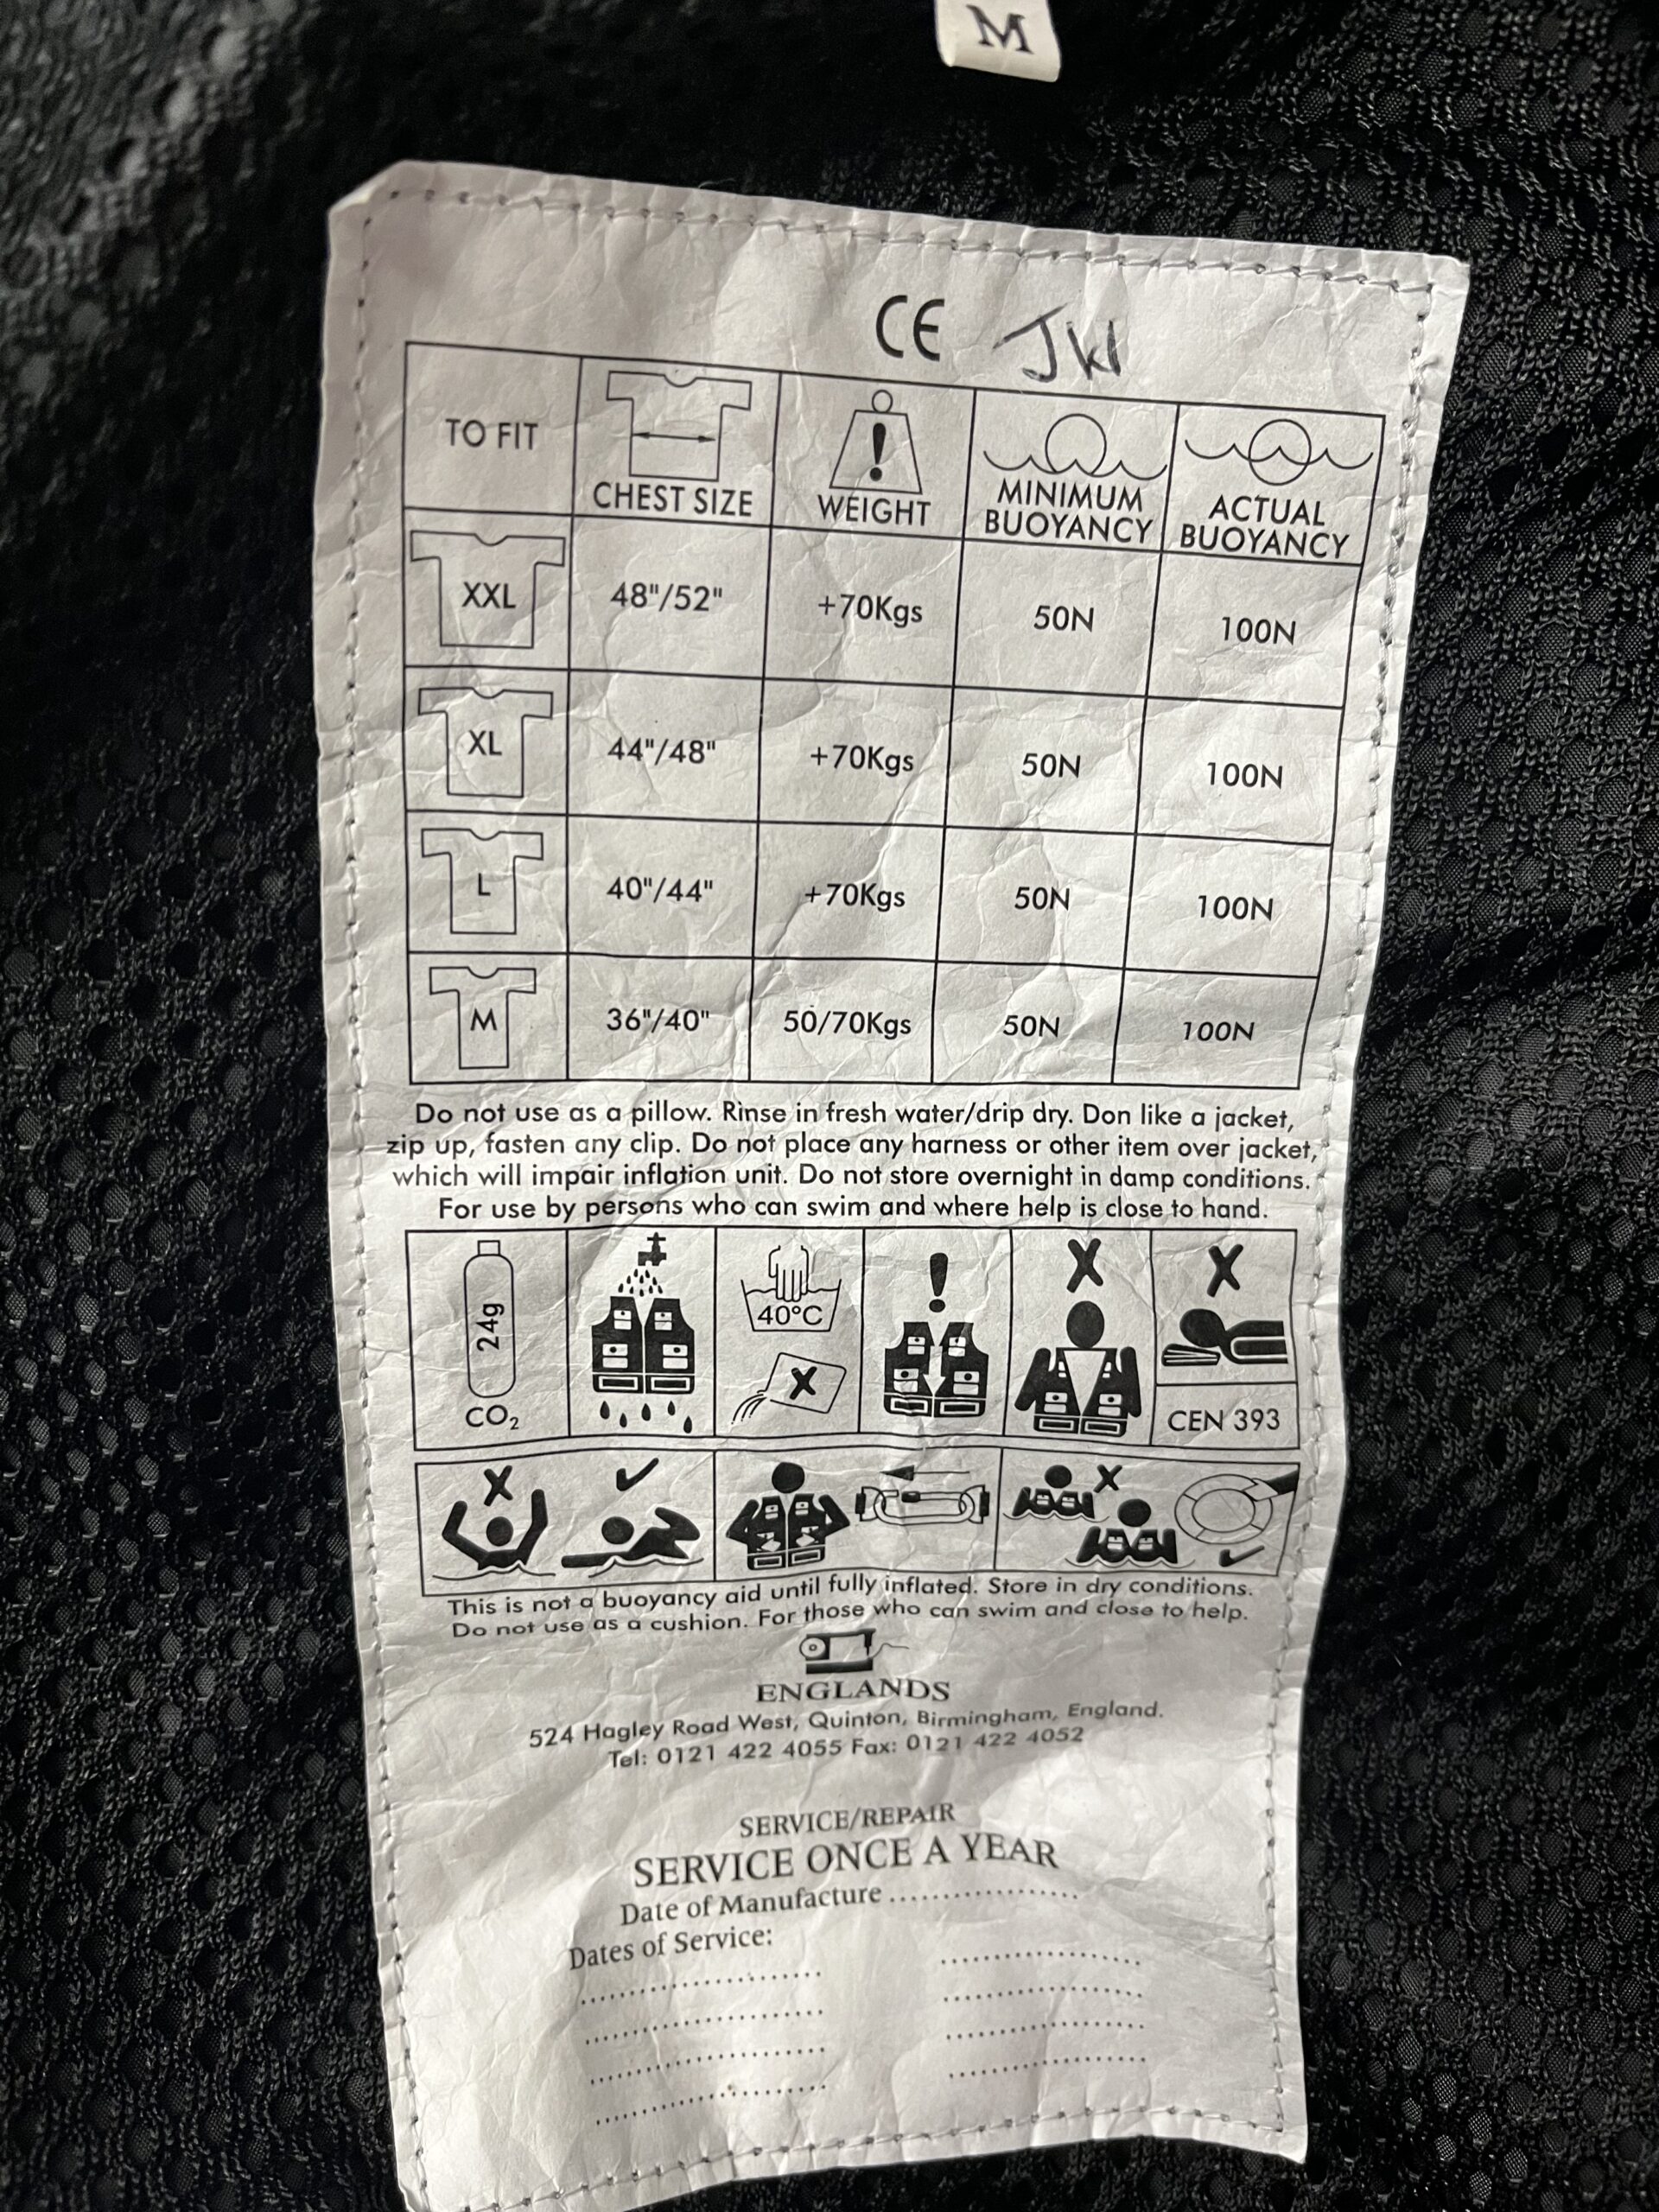 M
CE JW
TO FIT
CHEST SIZE
WEIGHT
MINIMUM BUOYANCY
ACTUAL BUOYANCY
XXL 48"/52" +70Kgs 50N 100N
XL 44"/48" +70Kgs 50N 100N
L 40"/44" +70Kgs 50N 100N
M 36"/40" 50/70Kgs 50N 100N
Do not use as a pillow. Rinse in fresh water/drip dry. Don like a jacket,
zip up, fasten any clip. Do not place any harness or other item over jacket,
which will impair inflation unit. Do not store overnight in damp conditions.
For use by persons who can swim and where help is close to hand.
24g
CO₂
40°C
X
X
X
CEN 393
X
X
This is not a buoyancy aid until fully inflated. Store in dry conditions.
Do not use as a cushion. For those who can swim and close to help.
ENGLANDS
524 Hagley Road West, Quinton, Birmingham, England.
Tel: 0121 422 4055 Fax: 0121 422 4052
SERVICE/REPAIR
SERVICE ONCE A YEAR
Date of Manufacture ....................
Dates of Service: